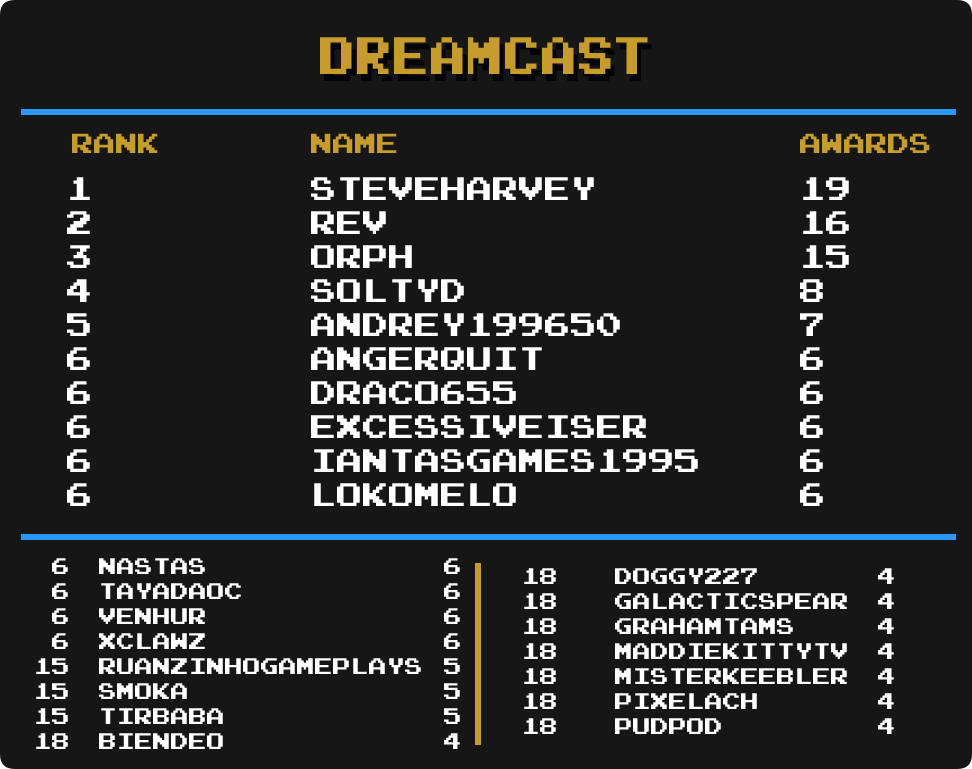 DREAMCAST
RANK NAME AWARDS
1 STEVEHARVEY 19
2 REV 16
3 ORPH 15
4 SOLTYD 8
5 ANDREY199650 7
6 ANGERQUIT 6
6 DRACO655 6
6 EXCESSIVEISER 6
6 IANTASGAMES1995 6
6 LOKOMELO 6
6 NASTAS 6
6 TAYADAOC 6
6 VENHUR 6
6 XCLAWZ 6
15 RUANZINHOGAMEPLAYS 5
15 SMOKA 5
15 TIRBABA 5
18 BIENDEO 4
18 DOGGY227 4
18 GALACTICSPEAR 4
18 GRAHAMTAMS 4
18 MADDIEKITTYTV 4
18 MISTERKEEBLER 4
18 PIXELACH 4
18 PUDPOD 4